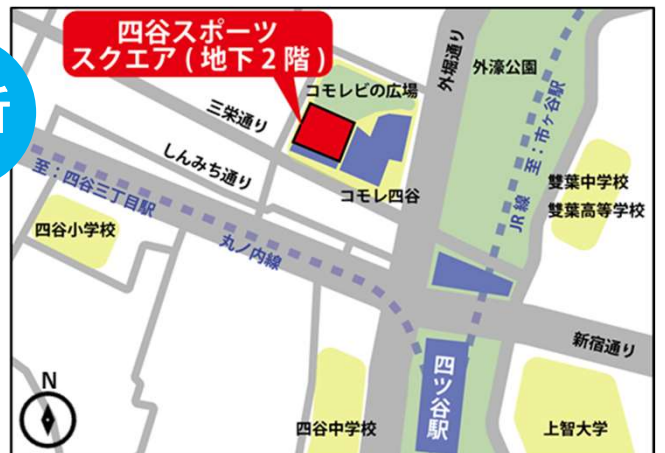 四谷スポーツ
スクエア(地下2階)
コモレビの広場
外堀通り
外濠公園
三栄通り
しんみち通り
至:四谷三丁目駅
コモレ四谷
JR線 至:市ヶ谷駅
雙葉中学校
雙葉高等学校
四谷小学校
丸ノ内線
新宿通り
N
四ツ谷駅
四谷中学校
上智大学